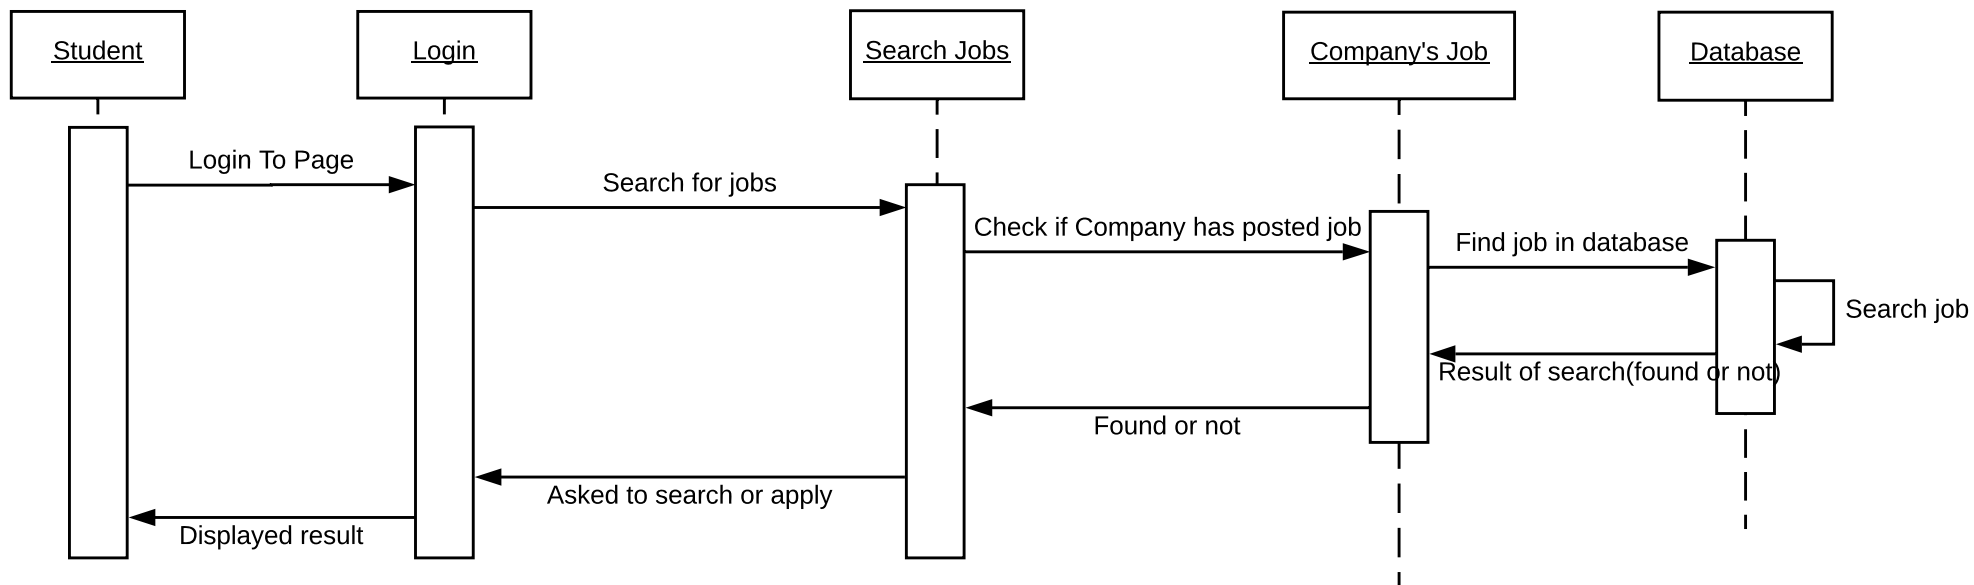 Student
Login
Search Jobs
Company's Job
Database
Login To Page
Search for jobs
Check if Company has posted job
Find job in database
Search job
Result of search(found or not)
Found or not
Asked to search or apply
Displayed result